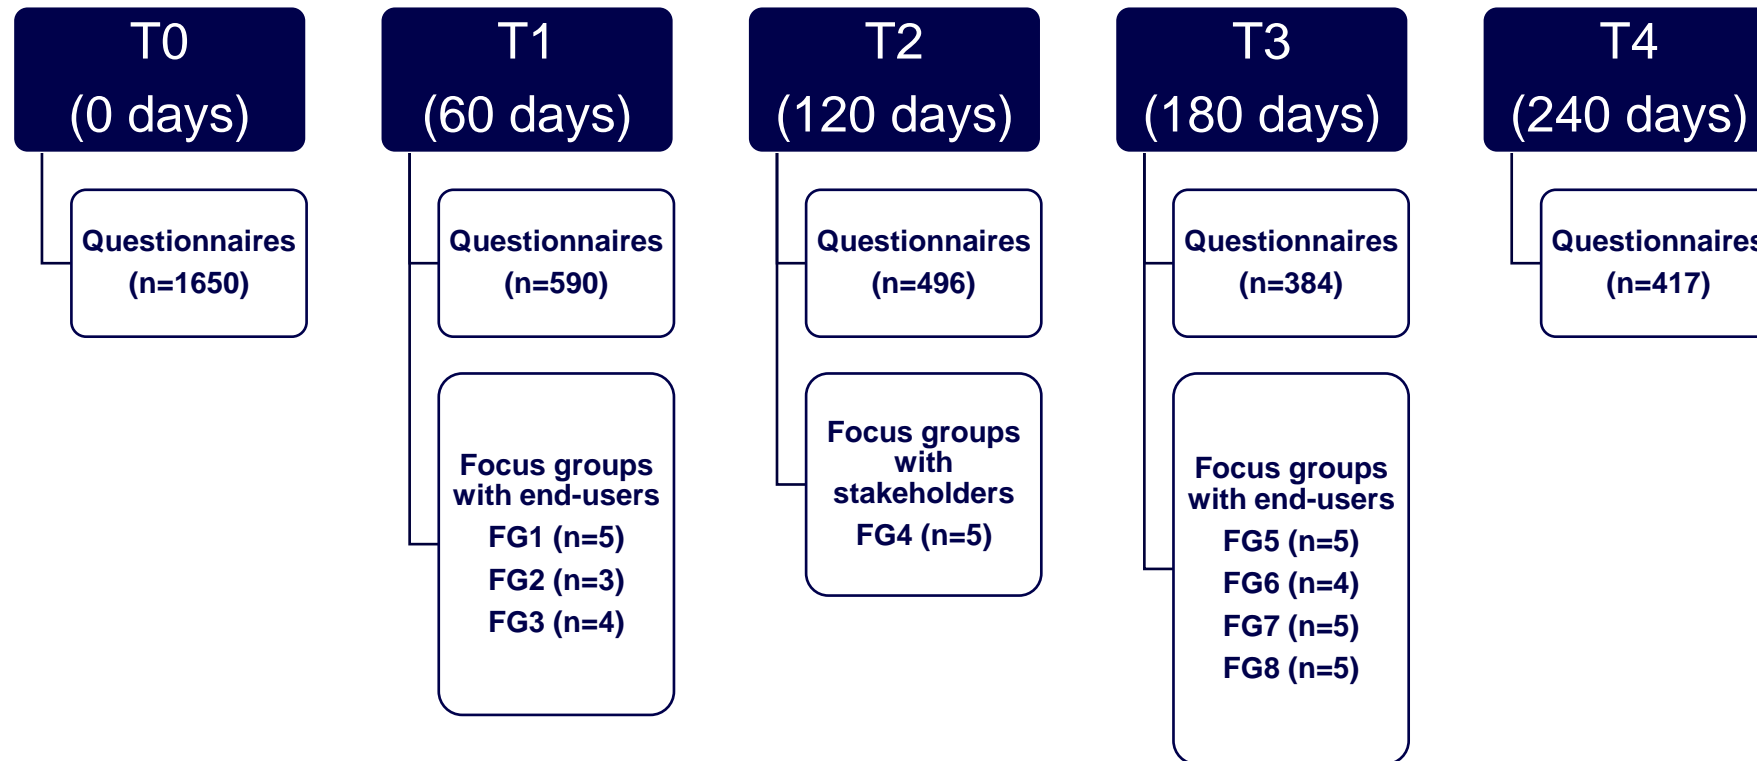 T0
(0 days)
Questionnaires
(n=1650)
T1
(60 days)
Questionnaires
(n=590)
Focus groups
with end-users
FG1 (n=5)
FG2 (n=3)
FG3 (n=4)
T2
(120 days)
Questionnaires
(n=496)
Focus groups
with
stakeholders
FG4 (n=5)
T3
(180 days)
Questionnaires
(n=384)
Focus groups
with end-users
FG5 (n=5)
FG6 (n=4)
FG7 (n=5)
FG8 (n=5)
T4
(240 days)
Questionnaires
(n=417)